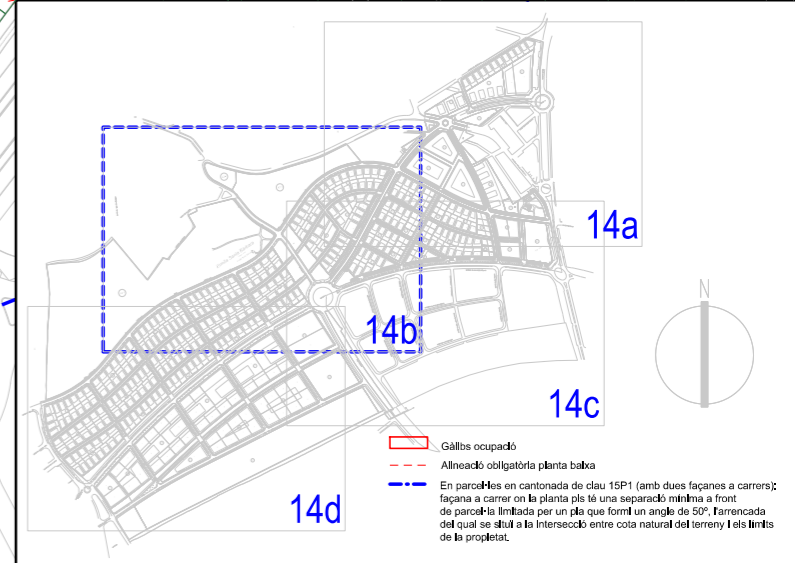 14a
14b
14c
14d
N
Gàlibs ocupació
Alineació obligatòria planta baixa
En parcel·les en cantonada de clau 15P1 (amb dues façanes a carrers):
façana a carrer on la planta pis té una separació mínima a front
de parcel·la limitada per un pla que formi un angle de 50º, l'arrencada
del qual se situï a la intersecció entre cota natural del terreny i els límits
de la propietat.